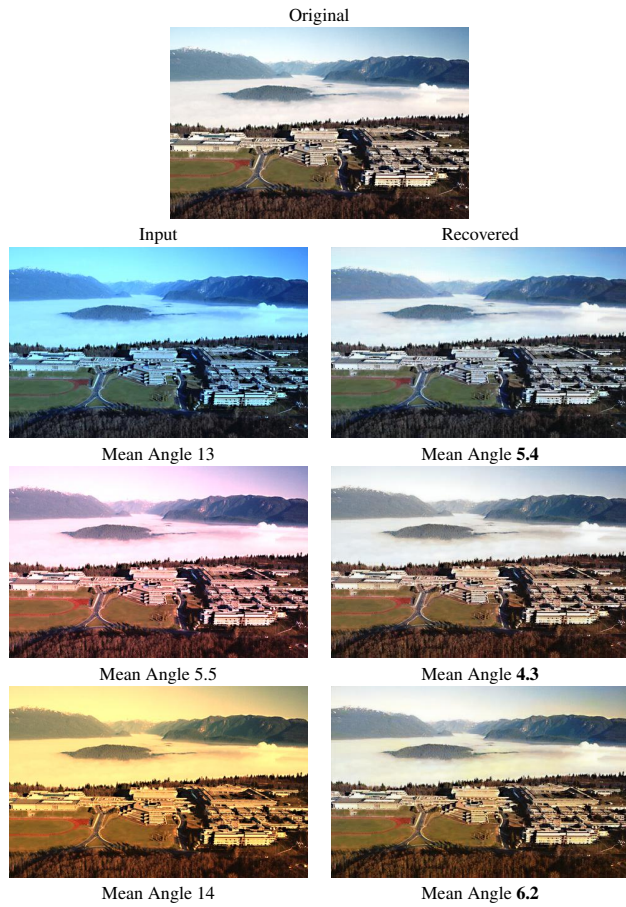 Original
Input Recovered
Mean Angle 13 Mean Angle 5.4
Mean Angle 5.5 Mean Angle 4.3
Mean Angle 14 Mean Angle 6.2